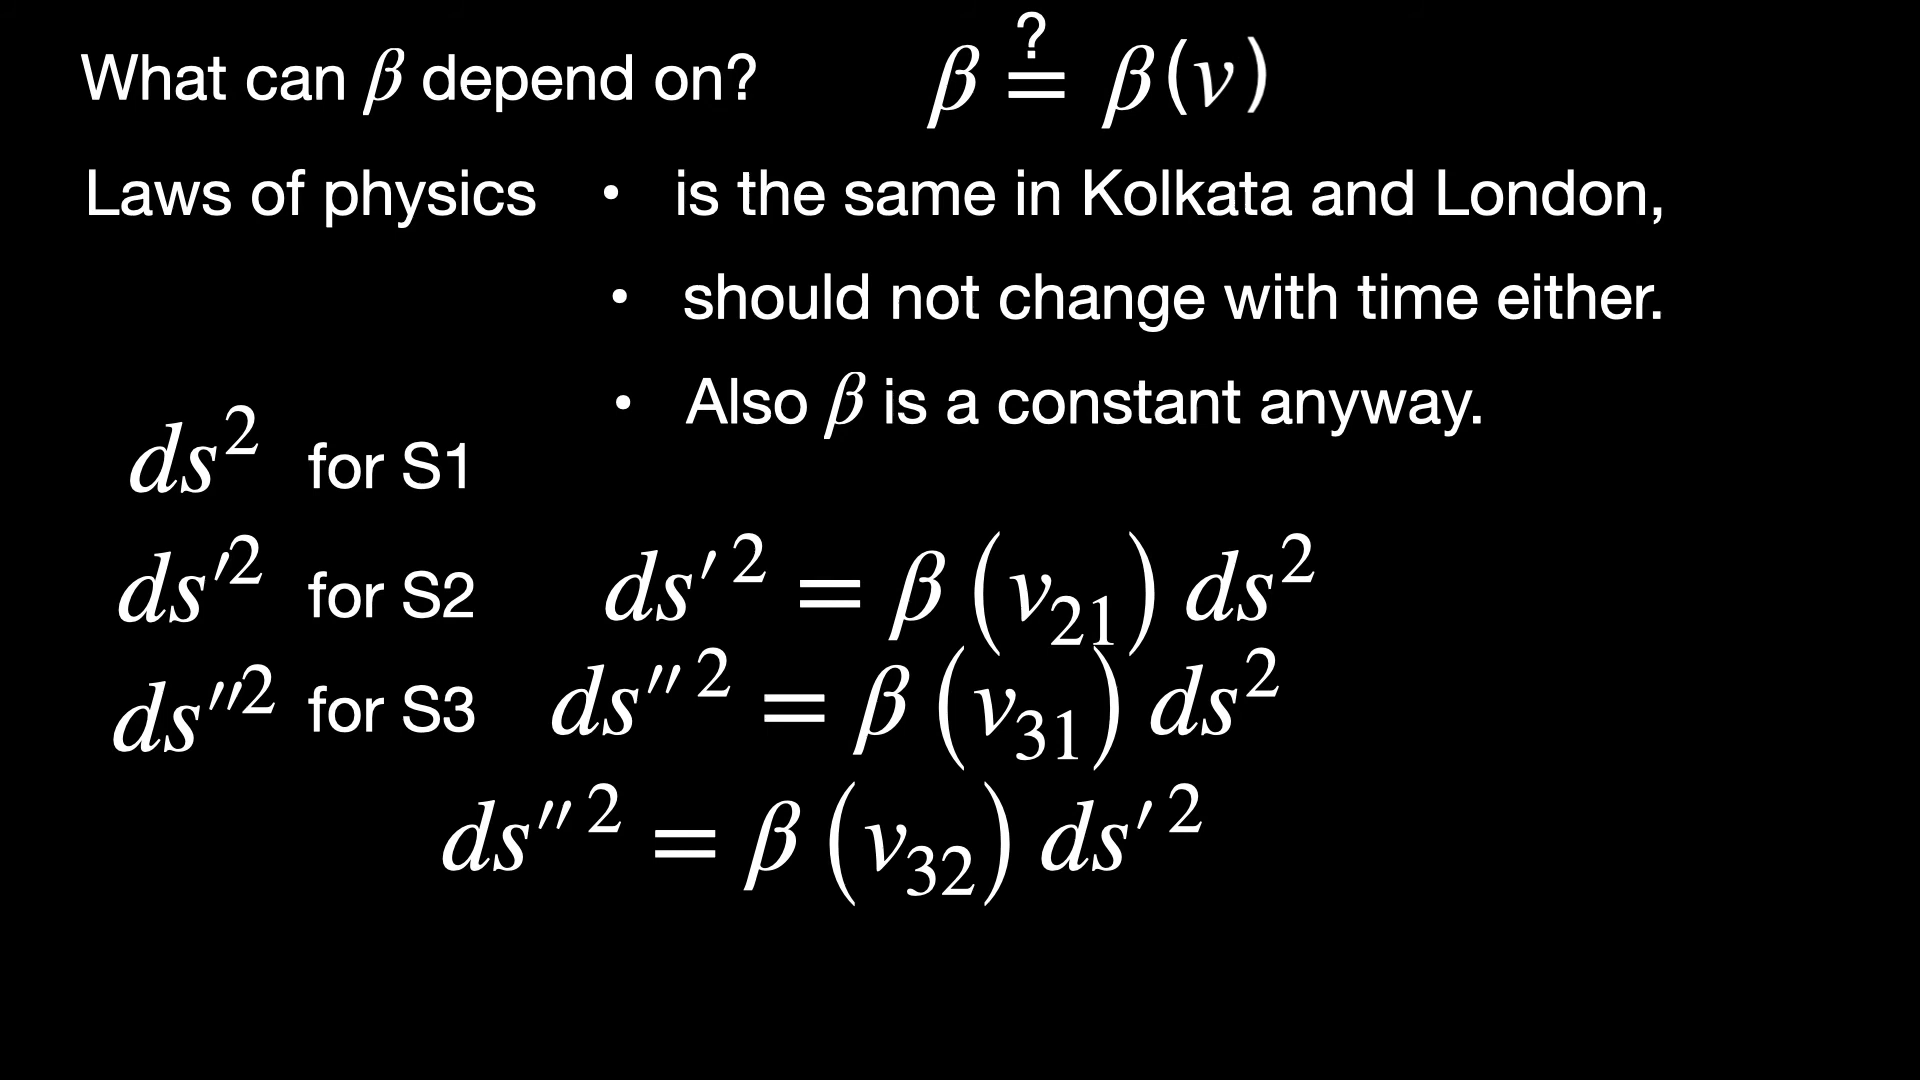 What can β depend on? β ≟ β(v)
Laws of physics • is the same in Kolkata and London,
• should not change with time either.
• Also β is a constant anyway.
ds² for S1
ds′² for S2 ds′² = β (v₂₁) ds²
ds″² for S3 ds″² = β (v₃₁) ds²
ds″² = β (v₃₂) ds′²